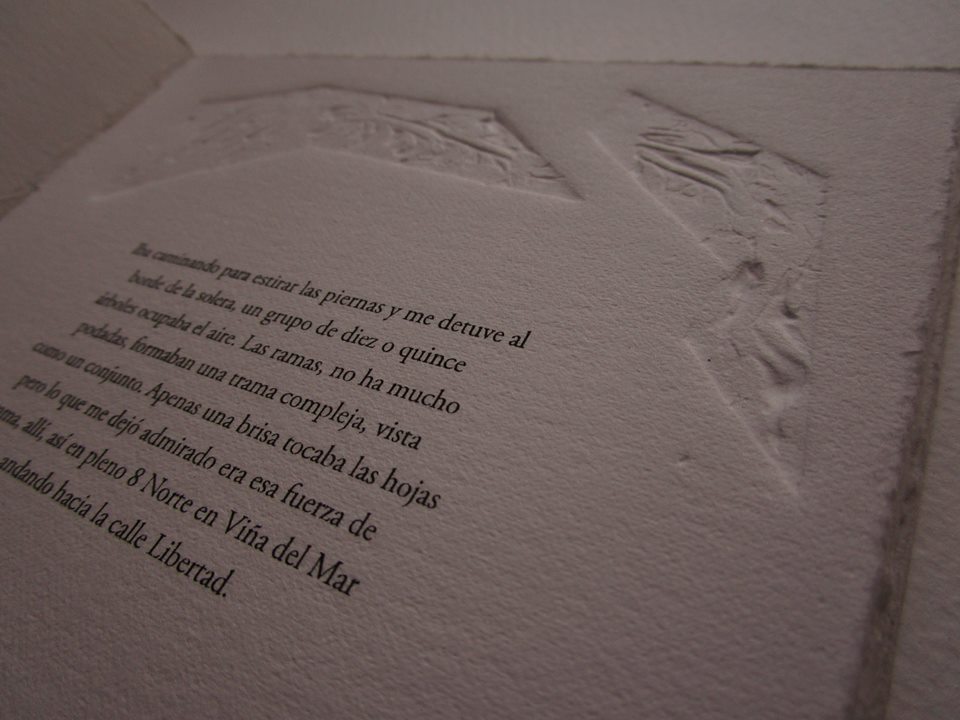 Iba caminando para estirar las piernas y me detuve al
borde de la solera, un grupo de diez o quince
árboles ocupaba el aire. Las ramas, no ha mucho
podadas, formaban una trama compleja, vista
como un conjunto. Apenas una brisa tocaba las hojas
pero lo que me dejó admirado era esa fuerza de
allí, así en pleno 8 Norte en Viña del Mar
andando hacia la calle Libertad.